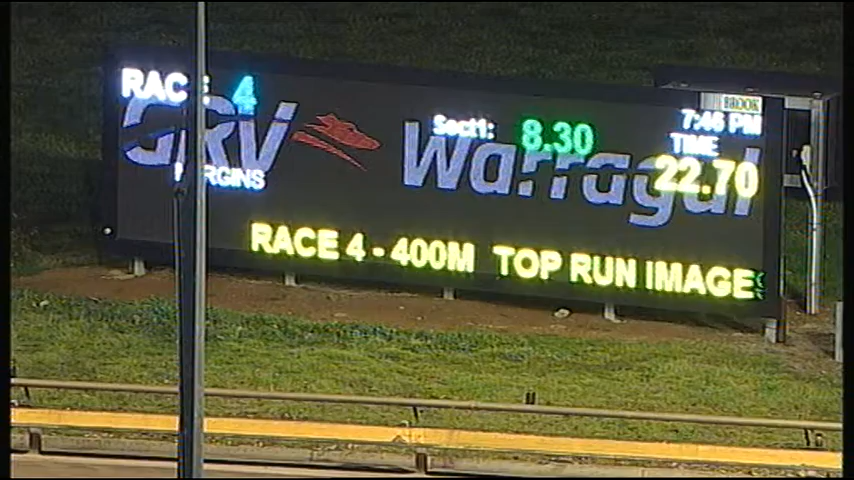 BROOK
RACE 4
Sect1: 8.30
7:46 PM
TIME
22.70
GRV Warragul
MARGINS
RACE 4 - 400M TOP RUN IMAGE